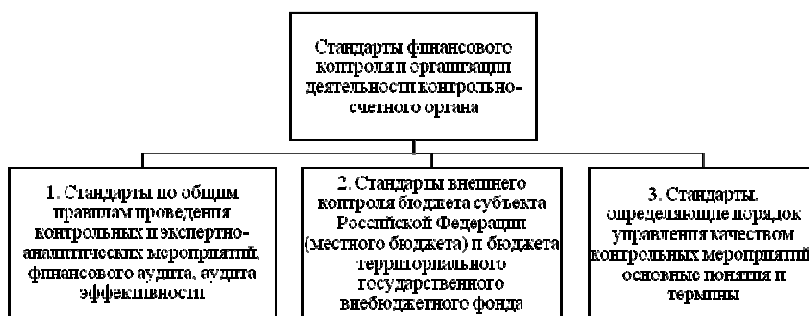 Стандарты финансового
контроля и организации
деятельности контрольно-
счетного органа
1. Стандарты по общим
правилам проведения
контрольных и экспертно-
аналитических мероприятий,
финансового аудита, аудита
эффективности
2. Стандарты внешнего
контроля бюджета субъекта
Российской Федерации
(местного бюджета) и бюджета
территориального
государственного
внебюджетного фонда
3. Стандарты,
определяющие порядок
управления качеством
контрольных мероприятий,
основные понятия и
термины